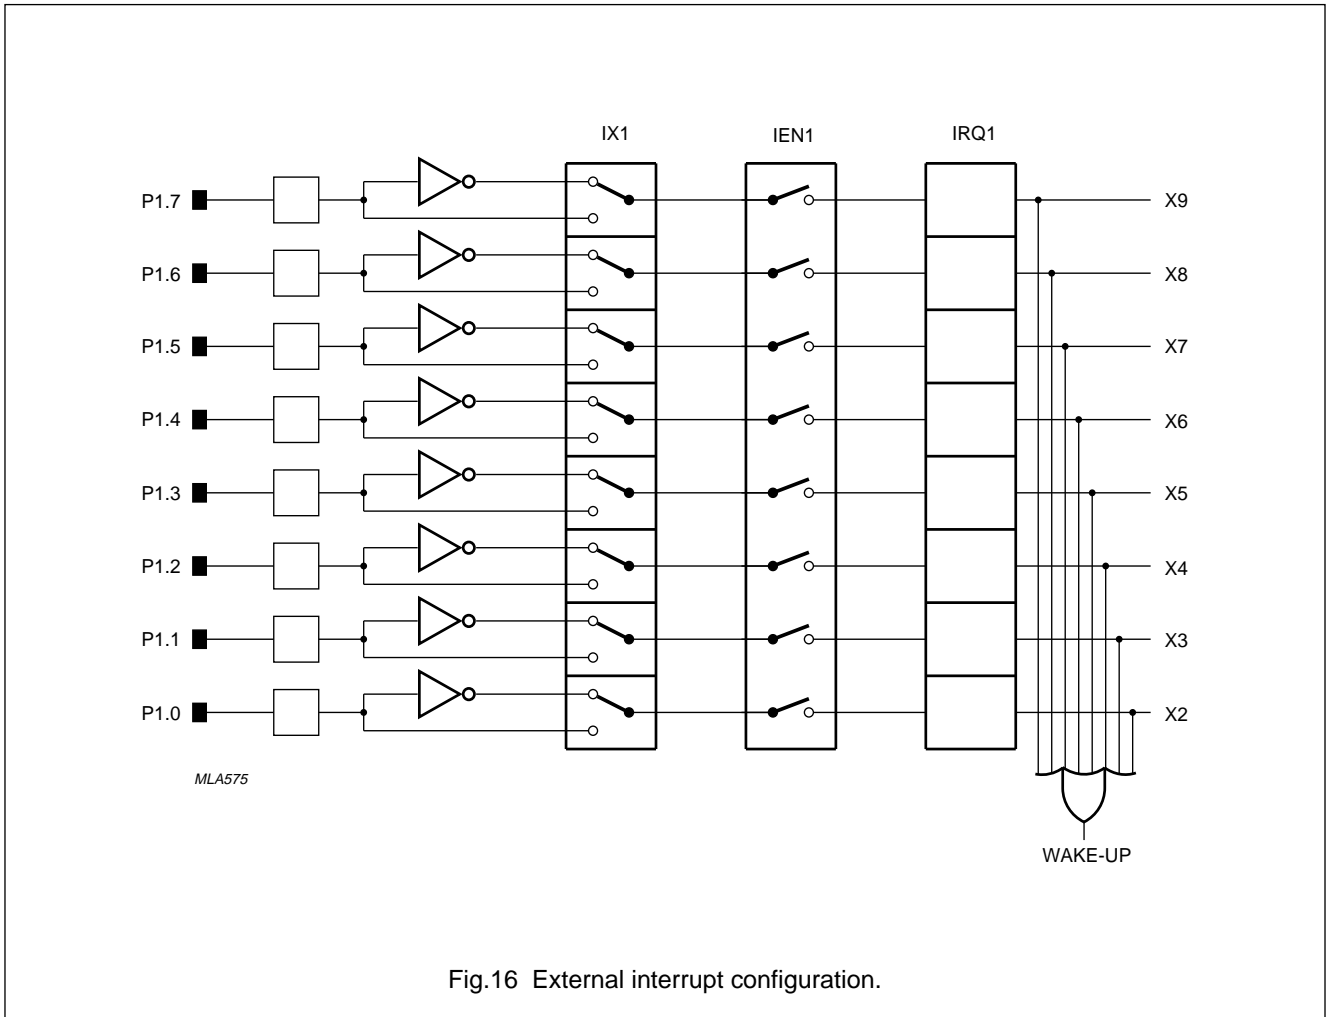 IX1 IEN1 IRQ1
P1.7 X9
P1.6 X8
P1.5 X7
P1.4 X6
P1.3 X5
P1.2 X4
P1.1 X3
P1.0 X2
MLA575
WAKE-UP
Fig.16 External interrupt configuration.